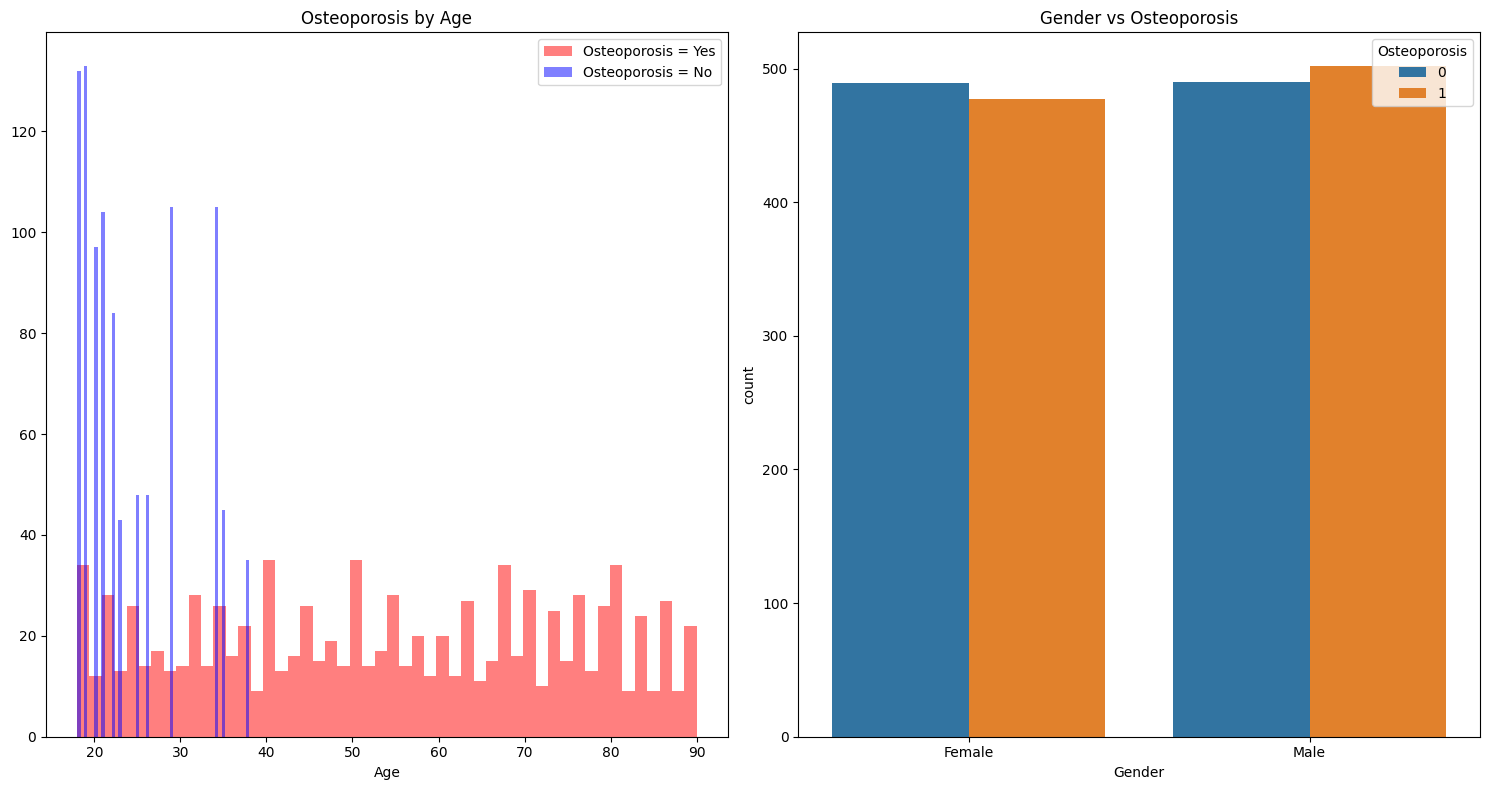 Osteoporosis by Age
Osteoporosis = Yes
Osteoporosis = No
120
100
80
60
40
20
0
20 30 40 50 60 70 80 90
Age
Gender vs Osteoporosis
Osteoporosis
0
1
500
400
300
200
100
0
count
Female Male
Gender